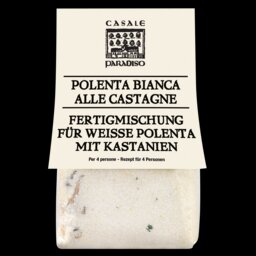 CASALE
PARADISO
POLENTA BIANCA
ALLE CASTAGNE
FERTIGMISCHUNG
FÜR WEISSE POLENTA
MIT KASTANIEN
Per 4 persone - Rezept für 4 Personen